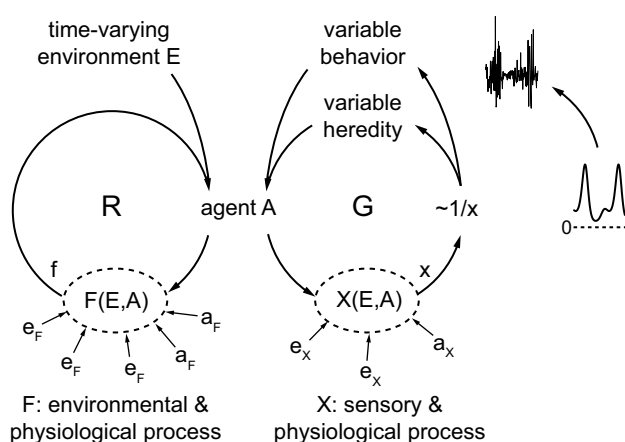 time-varying
environment E
variable
behavior
variable
heredity
R
agent A
G
~1/x
0
f
x
F(E,A)
X(E,A)
e_F
a_F
e_F
e_F
a_F
e_X
a_X
e_X
F: environmental &
physiological process
X: sensory &
physiological process